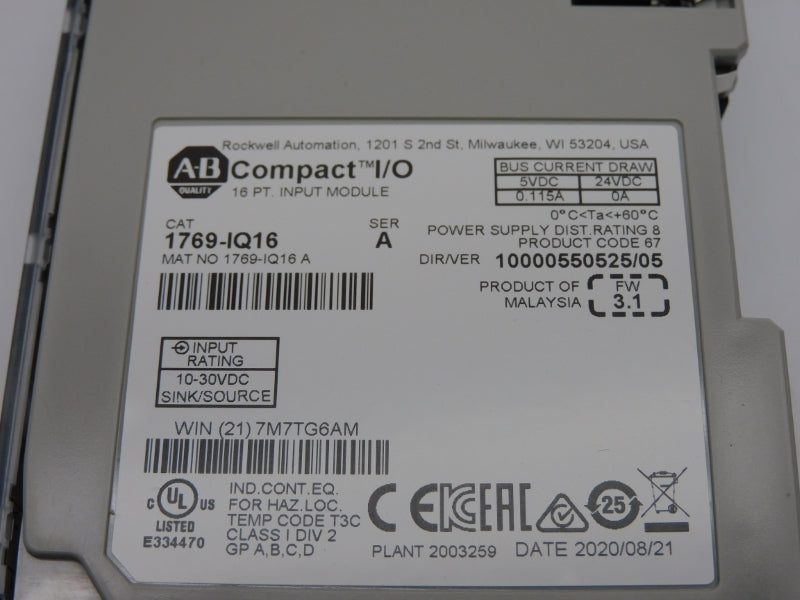 Rockwell Automation, 1201 S 2nd St, Milwaukee, WI 53204, USA
A·B
QUALITY
Compact™I/O
16 PT. INPUT MODULE
BUS CURRENT DRAW
5VDC 24VDC
0.115A 0A
0°C<Ta<+60°C
POWER SUPPLY DIST.RATING 8
PRODUCT CODE 67
CAT SER
1769-IQ16 A
MAT NO 1769-IQ16 A
DIR/VER 10000550525/05
PRODUCT OF
MALAYSIA
FW
3.1
INPUT
RATING
10-30VDC
SINK/SOURCE
WIN (21) 7M7TG6AM
C UL US
LISTED
E334470
IND.CONT.EQ.
FOR HAZ.LOC.
TEMP CODE T3C
CLASS I DIV 2
GP A,B,C,D
CE EAC 25
PLANT 2003259 DATE 2020/08/21